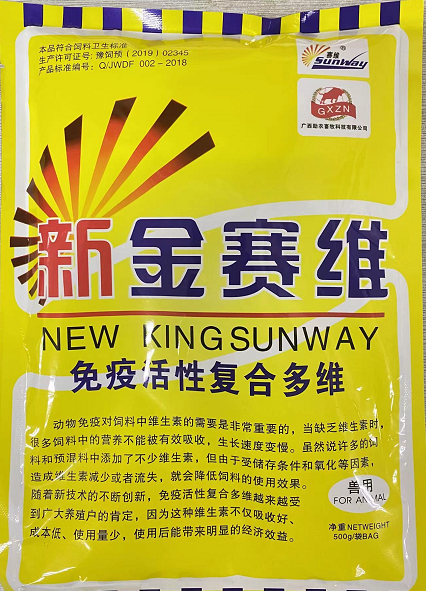 本品符合饲料卫生标准
生产许可证号: 豫饲预（2019）02345
产品标准编号：Q/JWDF 002-2018
赛维
SunWay
®
GXZN
广西助农畜牧科技有限公司
新金赛维
NEW KINGSUNWAY
免疫活性复合多维
动物免疫对饲料中维生素的需要是非常重要的，当缺乏维生素时，
很多饲料中的营养不能被有效吸收，生长速度变慢。虽然说许多的饲
料和预混料中添加了不少维生素，但由于受储存条件和氧化等因素，
造成维生素减少或者流失，就会降低饲料的使用效果。
随着新技术的不断创新，免疫活性复合多维越来越受
到广大养殖户的肯定，因为这种维生素不仅吸收好、
成本低、使用量少，使用后能带来明显的经济效益。
兽用
FOR ANIMAL
净重 NETWEIGHT
500g/袋BAG